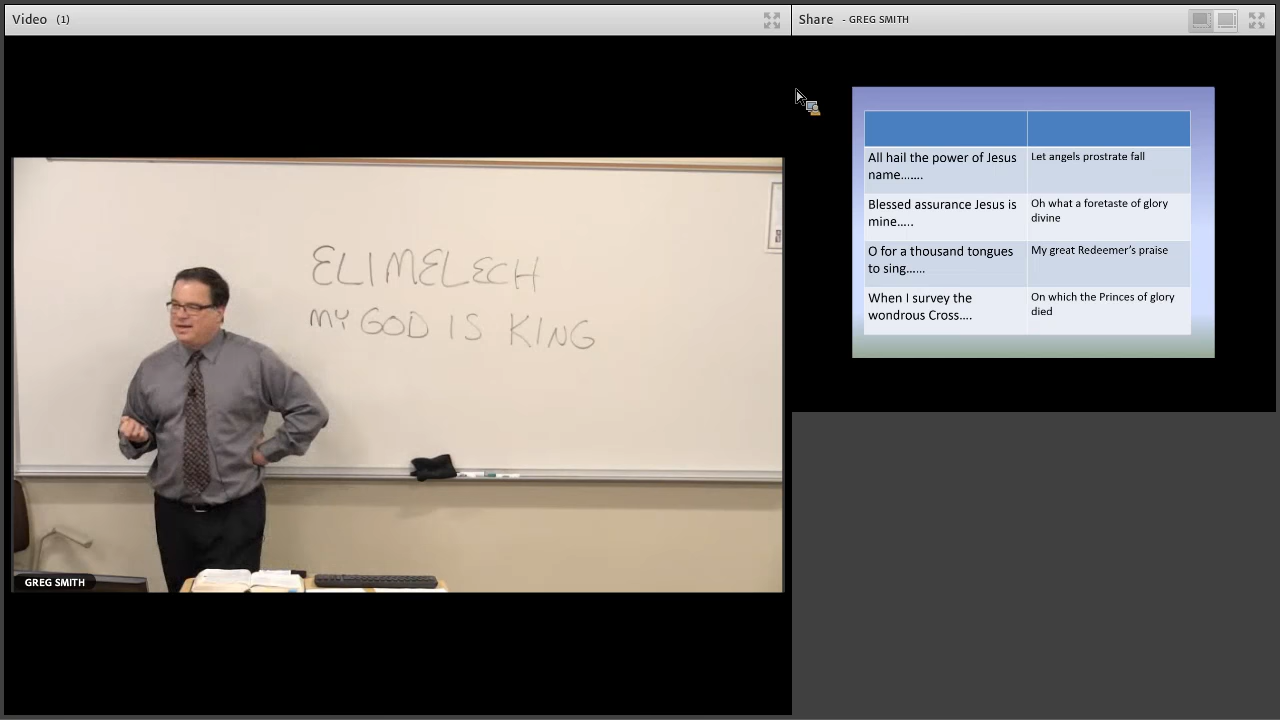 Video (1)
Share - GREG SMITH
ELIMELECH
MY GOD IS KING
GREG SMITH
All hail the power of Jesus
name…….
Let angels prostrate fall
Blessed assurance Jesus is
mine…..
Oh what a foretaste of glory
divine
O for a thousand tongues
to sing……
My great Redeemer’s praise
When I survey the
wondrous Cross….
On which the Princes of glory
died